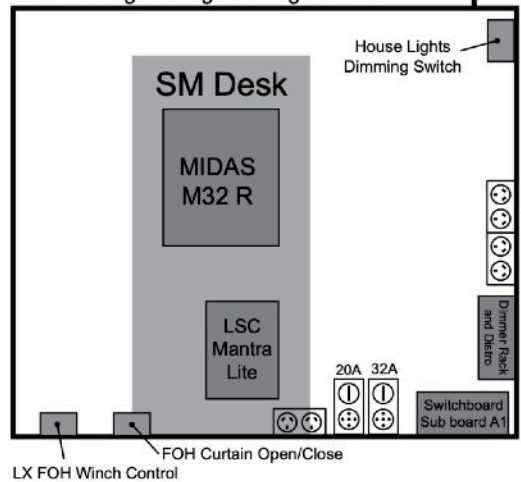 House Lights
Dimming Switch
SM Desk
MIDAS
M32 R
LSC
Mantra
Lite
Dimmer Rack
and Distro
20A 32A
Switchboard
Sub board A1
FOH Curtain Open/Close
LX FOH Winch Control